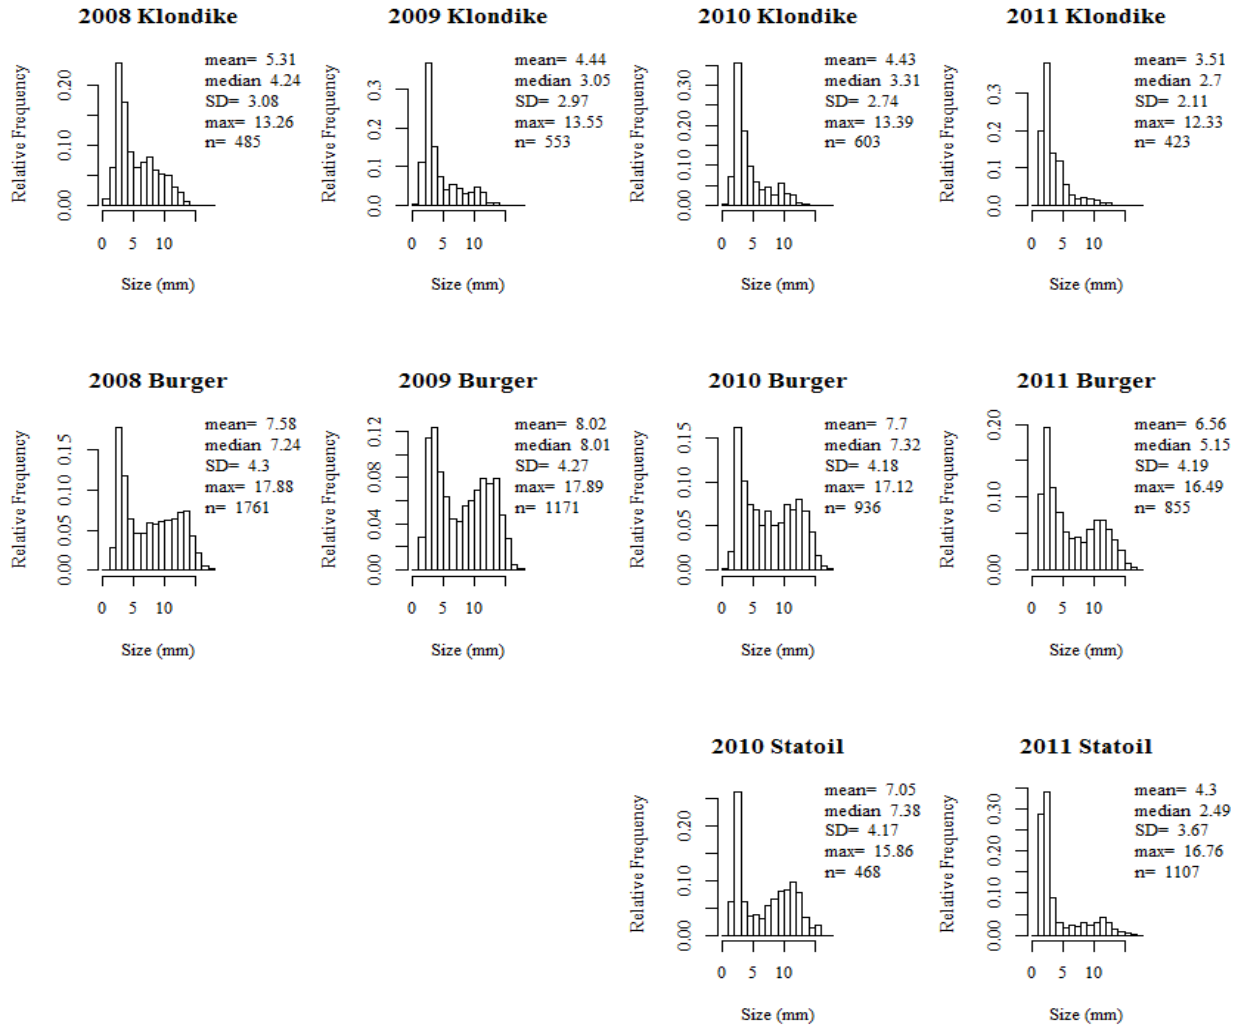 2008 Klondike
mean= 5.31
median 4.24
SD= 3.08
max= 13.26
n= 485
Relative Frequency
0.00 0.10 0.20
0 5 10
Size (mm)
2009 Klondike
mean= 4.44
median 3.05
SD= 2.97
max= 13.55
n= 553
Relative Frequency
0.0 0.1 0.2 0.3
0 5 10
Size (mm)
2010 Klondike
mean= 4.43
median 3.31
SD= 2.74
max= 13.39
n= 603
Relative Frequency
0.00 0.10 0.20 0.30
0 5 10
Size (mm)
2011 Klondike
mean= 3.51
median 2.7
SD= 2.11
max= 12.33
n= 423
Relative Frequency
0.0 0.1 0.2 0.3
0 5 10
Size (mm)
2008 Burger
mean= 7.58
median 7.24
SD= 4.3
max= 17.88
n= 1761
Relative Frequency
0.00 0.05 0.10 0.15
0 5 10
Size (mm)
2009 Burger
mean= 8.02
median 8.01
SD= 4.27
max= 17.89
n= 1171
Relative Frequency
0.00 0.04 0.08 0.12
0 5 10
Size (mm)
2010 Burger
mean= 7.7
median 7.32
SD= 4.18
max= 17.12
n= 936
Relative Frequency
0.00 0.05 0.10 0.15
0 5 10
Size (mm)
2011 Burger
mean= 6.56
median 5.15
SD= 4.19
max= 16.49
n= 855
Relative Frequency
0.00 0.10 0.20
0 5 10
Size (mm)
2010 Statoil
mean= 7.05
median 7.38
SD= 4.17
max= 15.86
n= 468
Relative Frequency
0.00 0.10 0.20
0 5 10
Size (mm)
2011 Statoil
mean= 4.3
median 2.49
SD= 3.67
max= 16.76
n= 1107
Relative Frequency
0.00 0.10 0.20 0.30
0 5 10
Size (mm)